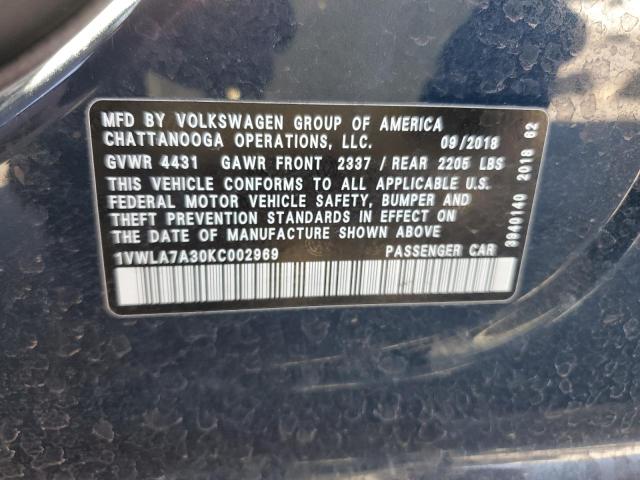 MFD BY VOLKSWAGEN GROUP OF AMERICA
CHATTANOOGA OPERATIONS, LLC. 09/2018
GVWR 4431 GAWR FRONT 2337 / REAR 2205 LBS
THIS VEHICLE CONFORMS TO ALL APPLICABLE U.S.
FEDERAL MOTOR VEHICLE SAFETY, BUMPER AND
THEFT PREVENTION STANDARDS IN EFFECT ON
THE DATE OF MANUFACTURE SHOWN ABOVE
1VWLA7A30KC002969 PASSENGER CAR
3940140 2018 62